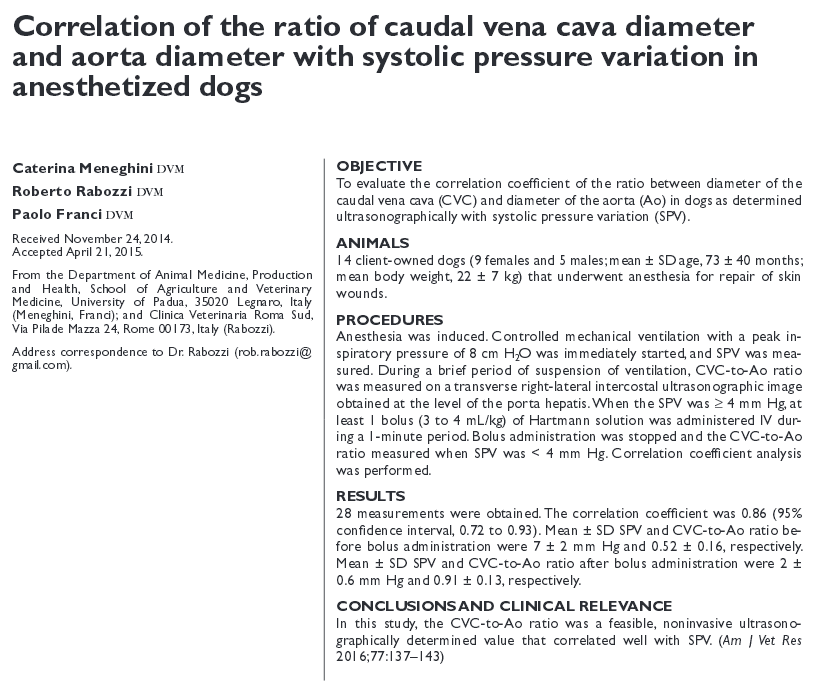 Correlation of the ratio of caudal vena cava diameter
and aorta diameter with systolic pressure variation in
anesthetized dogs
Caterina Meneghini DVM
Roberto Rabozzi DVM
Paolo Franci DVM
Received November 24, 2014.
Accepted April 21, 2015.
From the Department of Animal Medicine, Production
and Health, School of Agriculture and Veterinary
Medicine, University of Padua, 35020 Legnaro, Italy
(Meneghini, Franci); and Clinica Veterinaria Roma Sud,
Via Pilade Mazza 24, Rome 00173, Italy (Rabozzi).
Address correspondence to Dr. Rabozzi (rob.rabozzi@
gmail.com).
OBJECTIVE
To evaluate the correlation coefficient of the ratio between diameter of the
caudal vena cava (CVC) and diameter of the aorta (Ao) in dogs as determined
ultrasonographically with systolic pressure variation (SPV).
ANIMALS
14 client-owned dogs (9 females and 5 males; mean ± SD age, 73 ± 40 months;
mean body weight, 22 ± 7 kg) that underwent anesthesia for repair of skin
wounds.
PROCEDURES
Anesthesia was induced. Controlled mechanical ventilation with a peak in-
spiratory pressure of 8 cm H2O was immediately started, and SPV was mea-
sured. During a brief period of suspension of ventilation, CVC-to-Ao ratio
was measured on a transverse right-lateral intercostal ultrasonographic image
obtained at the level of the porta hepatis. When the SPV was ≥ 4 mm Hg, at
least 1 bolus (3 to 4 mL/kg) of Hartmann solution was administered IV dur-
ing a 1-minute period. Bolus administration was stopped and the CVC-to-Ao
ratio measured when SPV was < 4 mm Hg. Correlation coefficient analysis
was performed.
RESULTS
28 measurements were obtained. The correlation coefficient was 0.86 (95%
confidence interval, 0.72 to 0.93). Mean ± SD SPV and CVC-to-Ao ratio be-
fore bolus administration were 7 ± 2 mm Hg and 0.52 ± 0.16, respectively.
Mean ± SD SPV and CVC-to-Ao ratio after bolus administration were 2 ±
0.6 mm Hg and 0.91 ± 0.13, respectively.
CONCLUSIONS AND CLINICAL RELEVANCE
In this study, the CVC-to-Ao ratio was a feasible, noninvasive ultrasono-
graphically determined value that correlated well with SPV. (Am J Vet Res
2016;77:137–143)